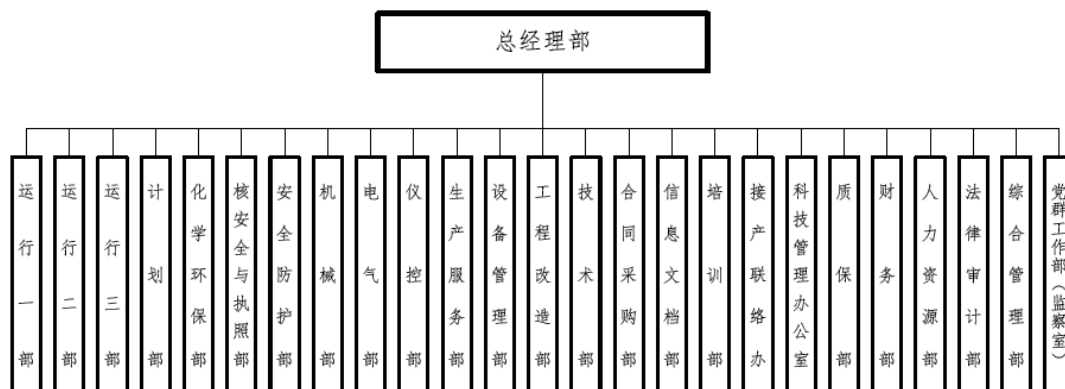 总经理部
运行一部
运行二部
运行三部
计划部
化学环保部
核安全与执照部
安全防护部
机械部
电气部
仪控部
生产服务部
设备管理部
工程改造部
技术部
合同采购部
信息文档部
培训部
接产联络办
科技管理办公室
质保部
财务部
人力资源部
法律审计部
综合管理部
党群工作部（监察室）